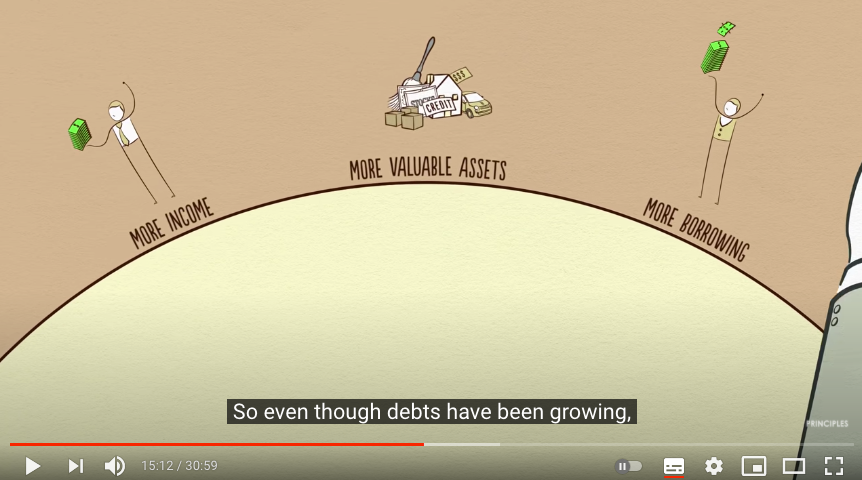 $$$
STOCKS
CREDIT
MORE VALUABLE ASSETS
MORE INCOME
MORE BORROWING
So even though debts have been growing,
PRINCIPLES
15:12 / 30:59